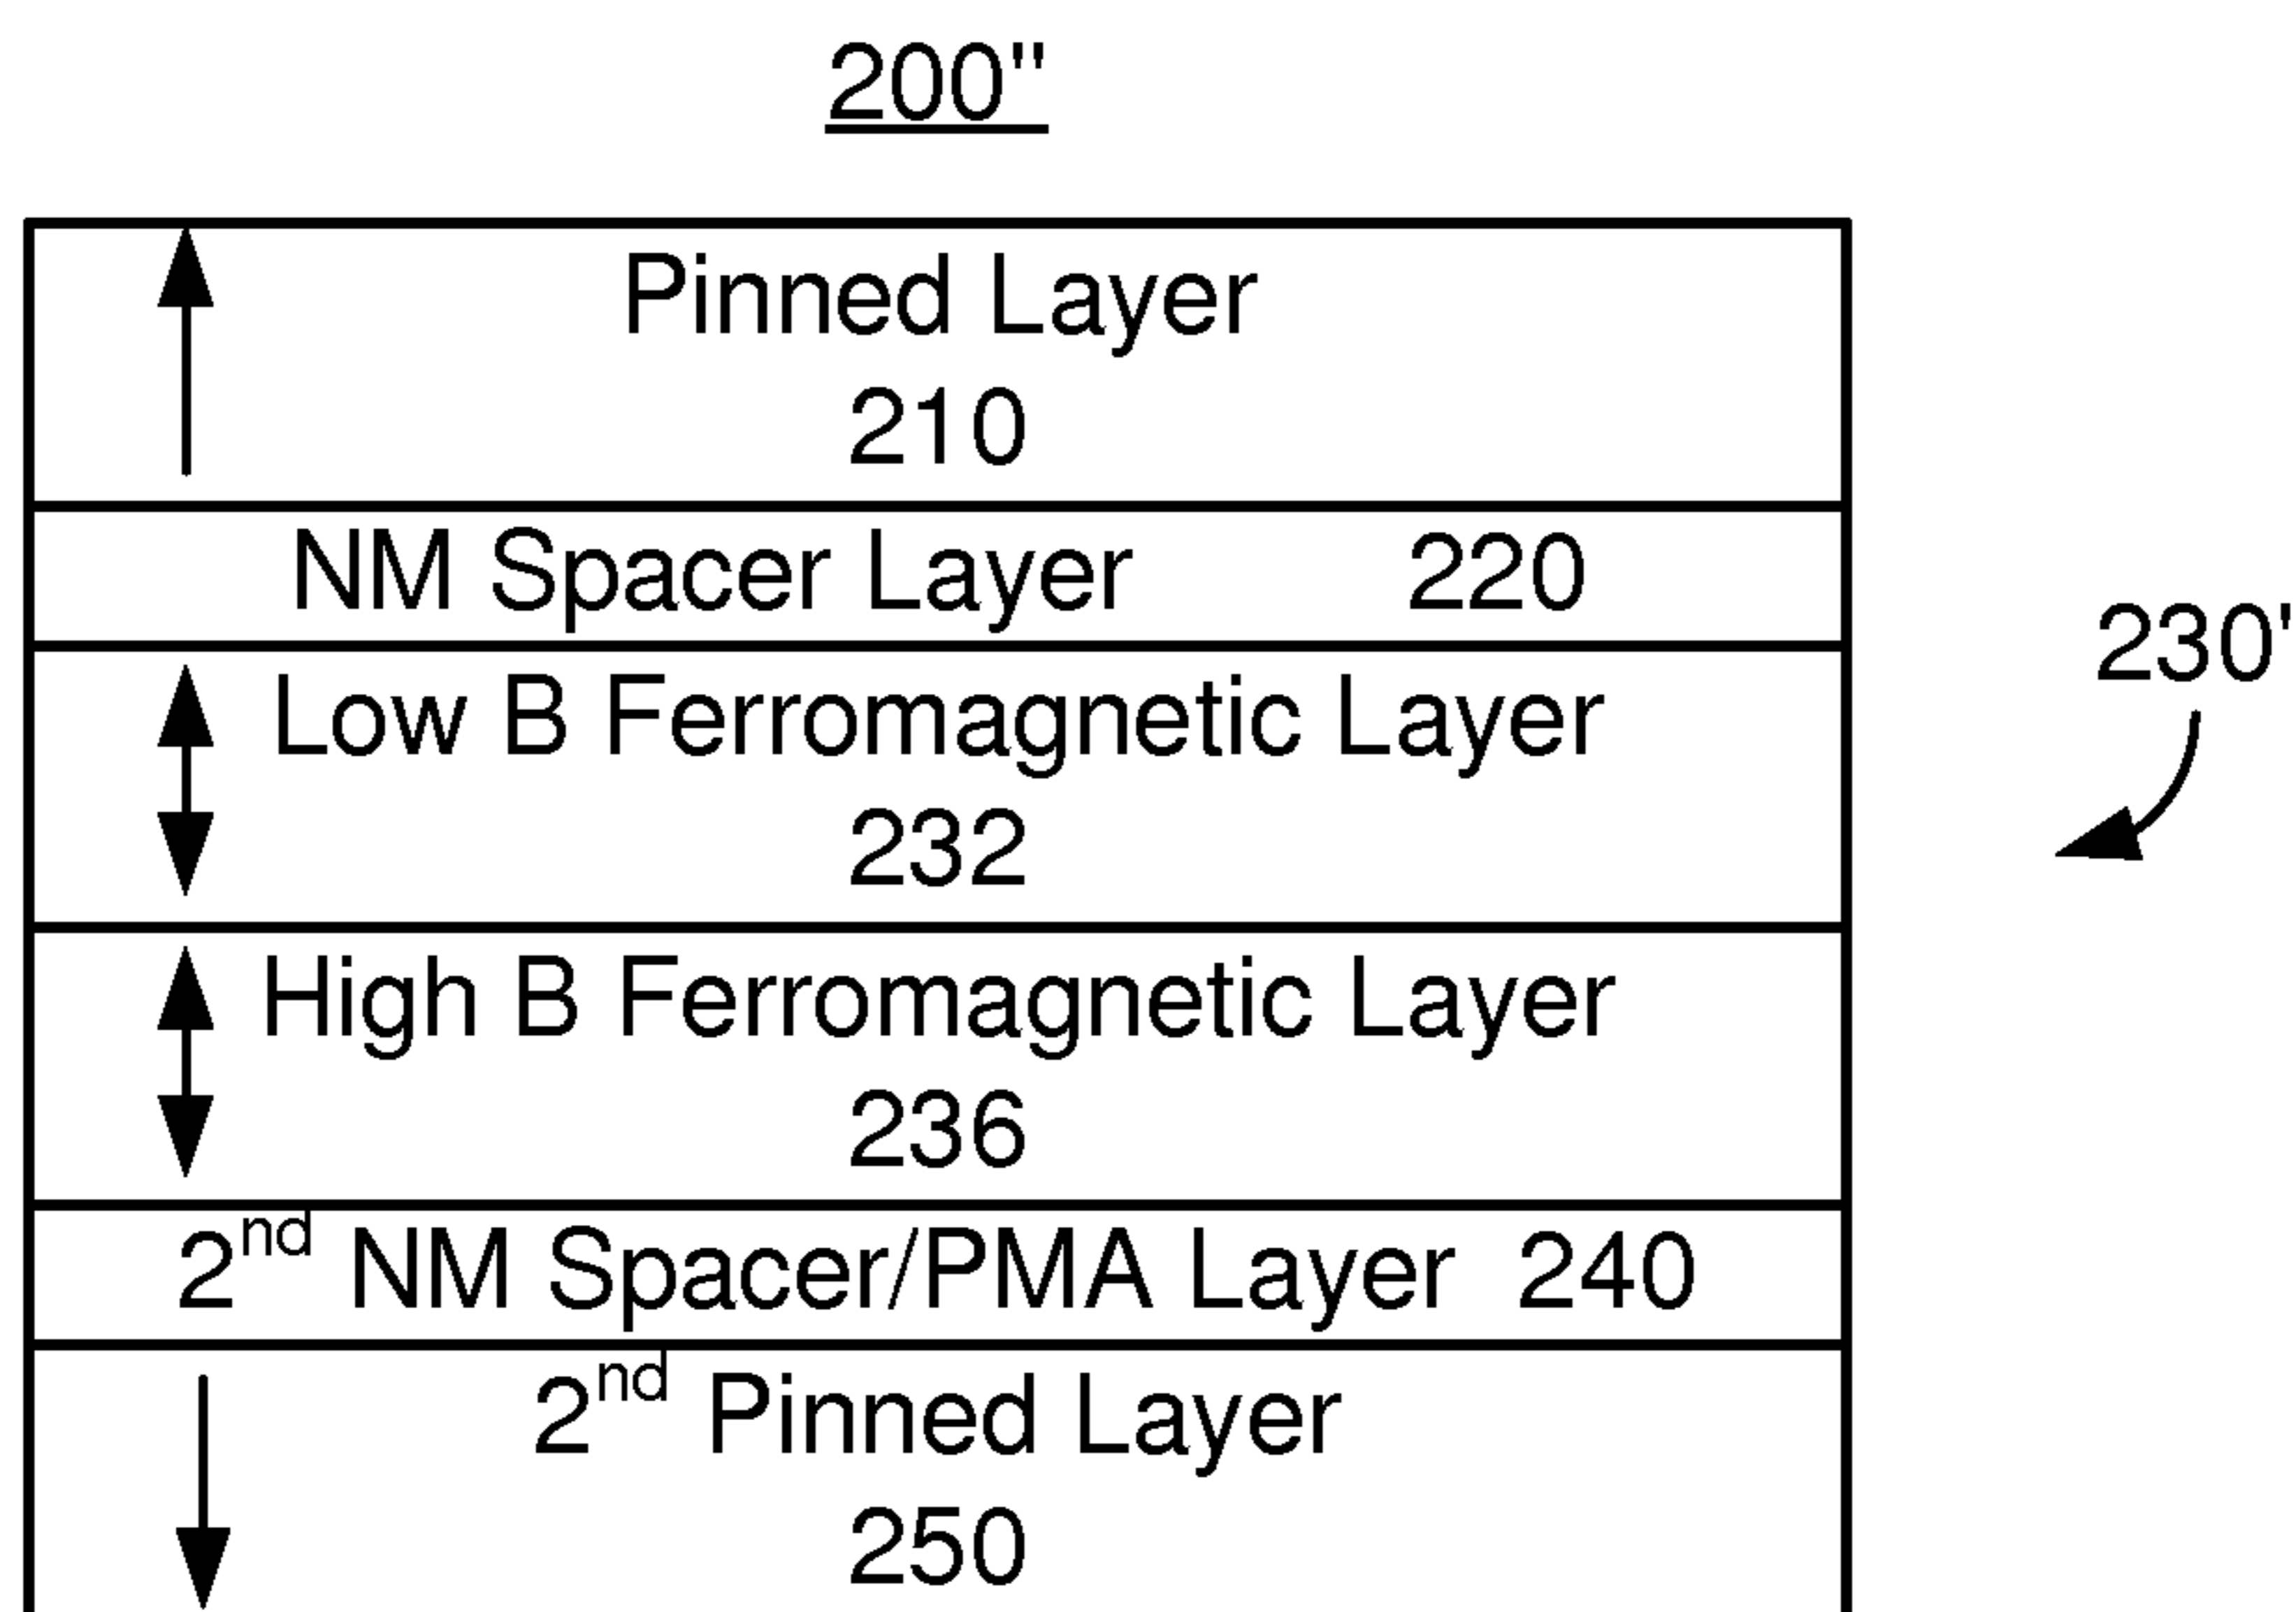 200"
Pinned Layer
210
NM Spacer Layer 220
230'
Low B Ferromagnetic Layer
232
High B Ferromagnetic Layer
236
2nd NM Spacer/PMA Layer 240
2nd Pinned Layer
250